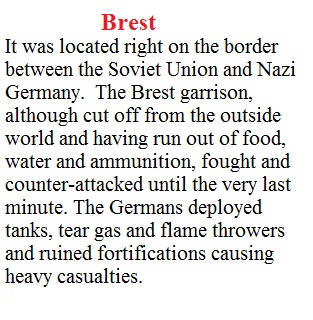 Brest
It was located right on the border
between the Soviet Union and Nazi
Germany.  The Brest garrison,
although cut off from the outside
world and having run out of food,
water and ammunition, fought and
counter-attacked until the very last
minute. The Germans deployed
tanks, tear gas and flame throwers
and ruined fortifications causing
heavy casualties.